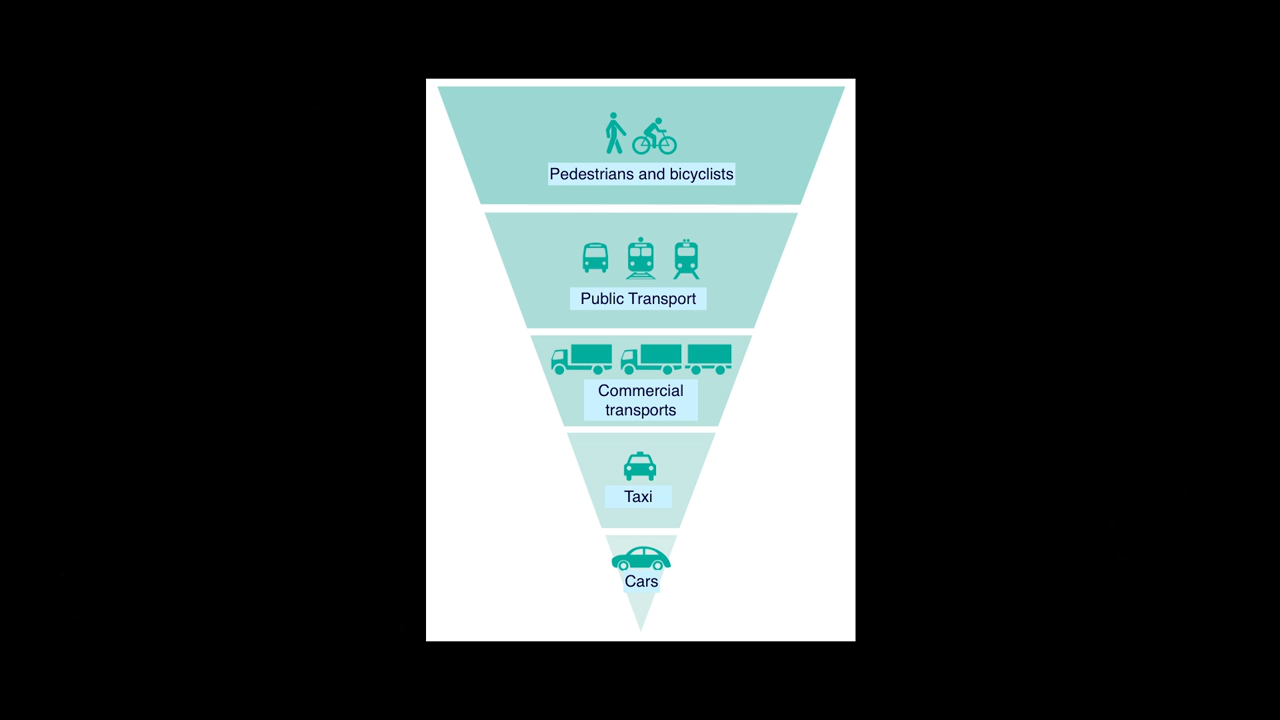 Pedestrians and bicyclists
Public Transport
Commercial
transports
Taxi
Cars